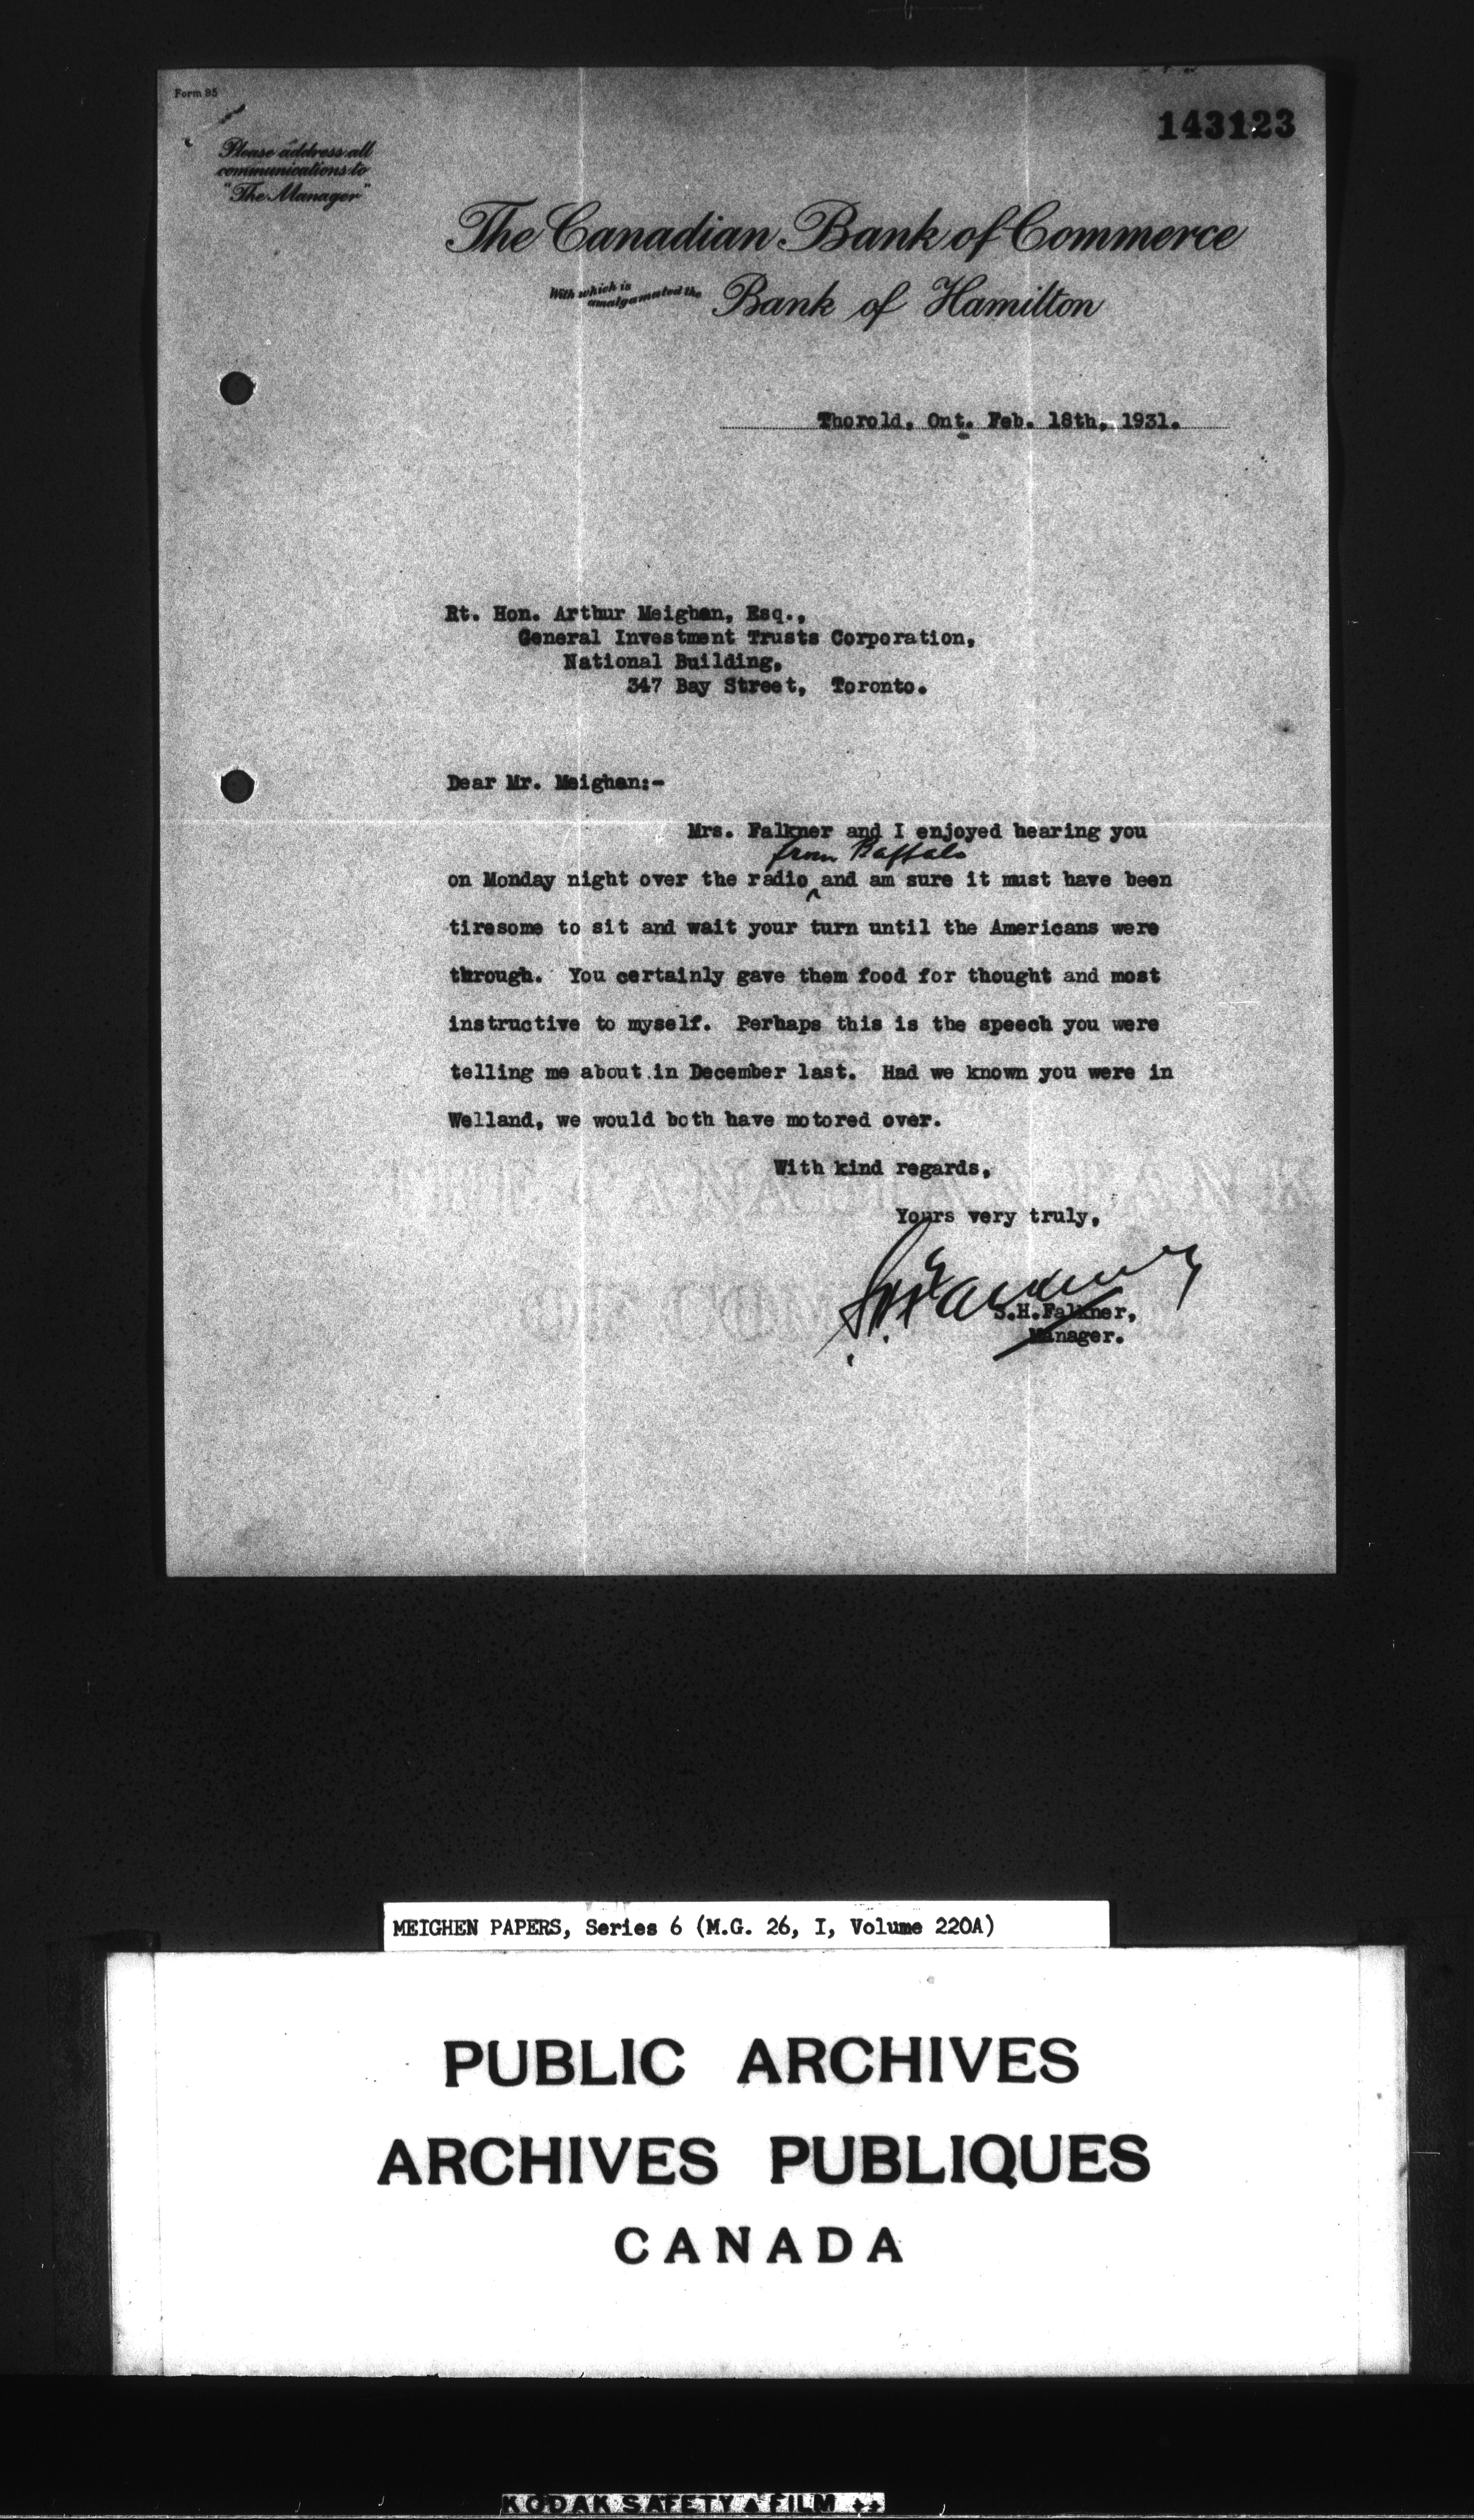 Form 95
143123
Please address all
communications to
"The Manager"
The Canadian Bank of Commerce
With which is
amalgamated the
Bank of Hamilton
Thorold, Ont. Feb. 18th, 1931.
Rt. Hon. Arthur Meighan, Esq.,
General Investment Trusts Corporation,
National Building,
347 Bay Street, Toronto.
Dear Mr. Meighan:-
Mrs. Falkner and I enjoyed hearing you
from Buffalo
on Monday night over the radio ^ and am sure it must have been
tiresome to sit and wait your turn until the Americans were
through. You certainly gave them food for thought and most
instructive to myself. Perhaps this is the speech you were
telling me about in December last. Had we known you were in
Welland, we would both have motored over.
With kind regards,
THE CANADIAN BANK
Yours very truly,
OF COM
S.H.Falkner,
Manager.
MEIGHEN PAPERS, Series 6 (M.G. 26, I, Volume 220A)
PUBLIC ARCHIVES
ARCHIVES PUBLIQUES
CANADA
KODAK SAFETY FILM